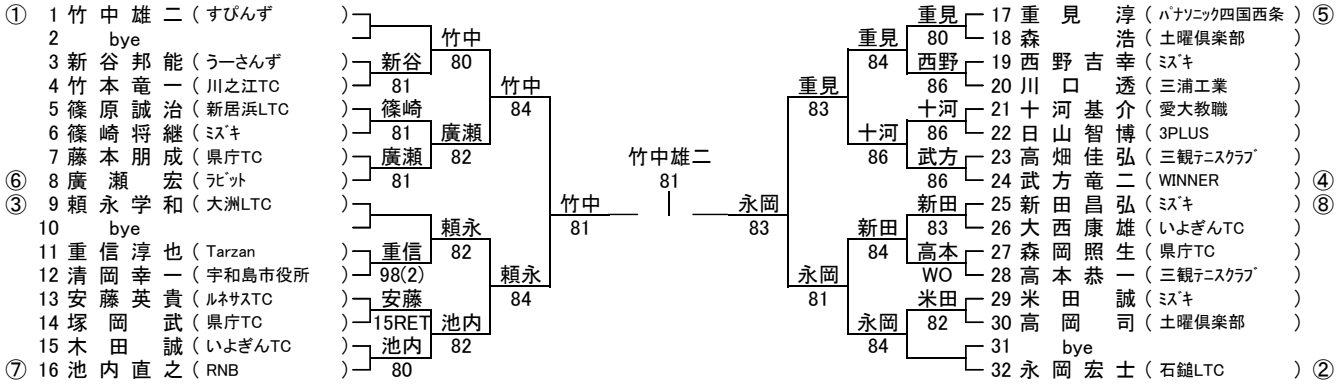 ① 1 竹中雄二 ( すぴんず )
2 bye
3 新谷邦能 ( うーさんず )
4 竹本竜一 ( 川之江TC )
5 篠原誠治 ( 新居浜LTC )
6 篠崎将継 ( ミズキ )
7 藤本朋成 ( 県庁TC )
⑥ 8 廣瀬宏 ( ラビット )
③ 9 頼永学和 ( 大洲LTC )
10 bye
11 重信淳也 ( Tarzan )
12 清岡幸一 ( 宇和島市役所 )
13 安藤英貴 ( ルネサスTC )
14 塚岡武 ( 県庁TC )
15 木田誠 ( いよぎんTC )
⑦ 16 池内直之 ( RNB )
新谷
81
篠崎
81
廣瀬
81
重信
98(2)
安藤
15RET
池内
80
竹中
80
廣瀬
82
頼永
82
池内
82
竹中
84
頼永
84
竹中
81
竹中雄二
81
永岡
83
重見
83
永岡
81
重見
84
十河
86
新田
84
永岡
84
重見
80
西野
86
十河
86
武方
86
新田
83
高本
WO
米田
82
17 重見淳 ( パナソニック四国西条 ) ⑤
18 森浩 ( 土曜倶楽部 )
19 西野吉幸 ( ミズキ )
20 川口透 ( 三浦工業 )
21 十河基介 ( 愛大教職 )
22 日山智博 ( 3PLUS )
23 高畑佳弘 ( 三観テニスクラブ )
24 武方竜二 ( WINNER ) ④
25 新田昌弘 ( ミズキ ) ⑧
26 大西康雄 ( いよぎんTC )
27 森岡照生 ( 県庁TC )
28 高本恭一 ( 三観テニスクラブ )
29 米田誠 ( ミズキ )
30 高岡司 ( 土曜倶楽部 )
31 bye
32 永岡宏士 ( 石鎚LTC ) ②